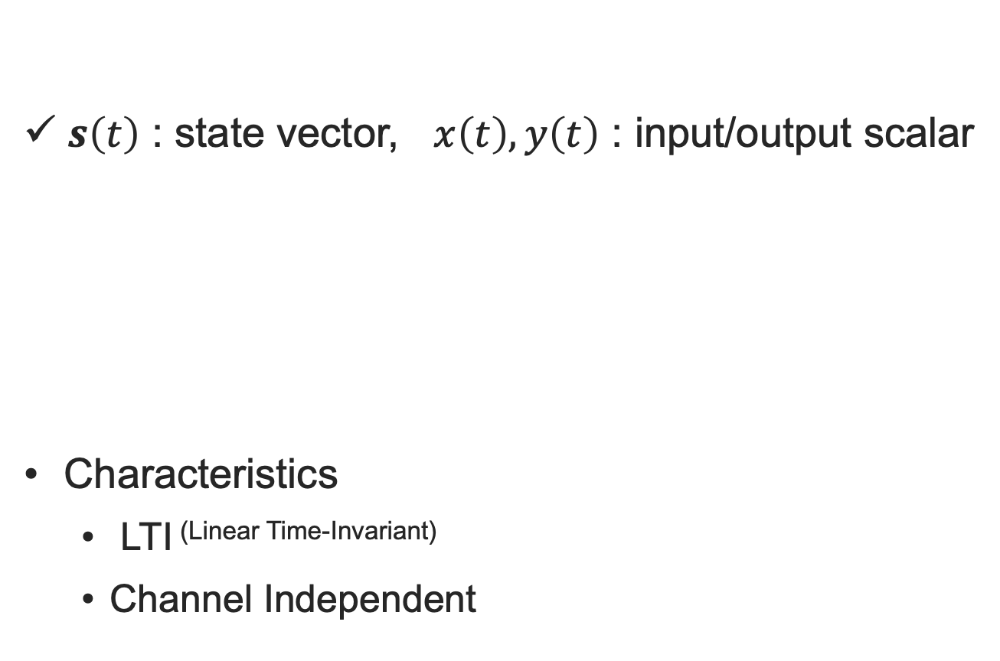 ✓ s(t) : state vector, x(t), y(t) : input/output scalar
• Characteristics
• LTI (Linear Time-Invariant)
• Channel Independent